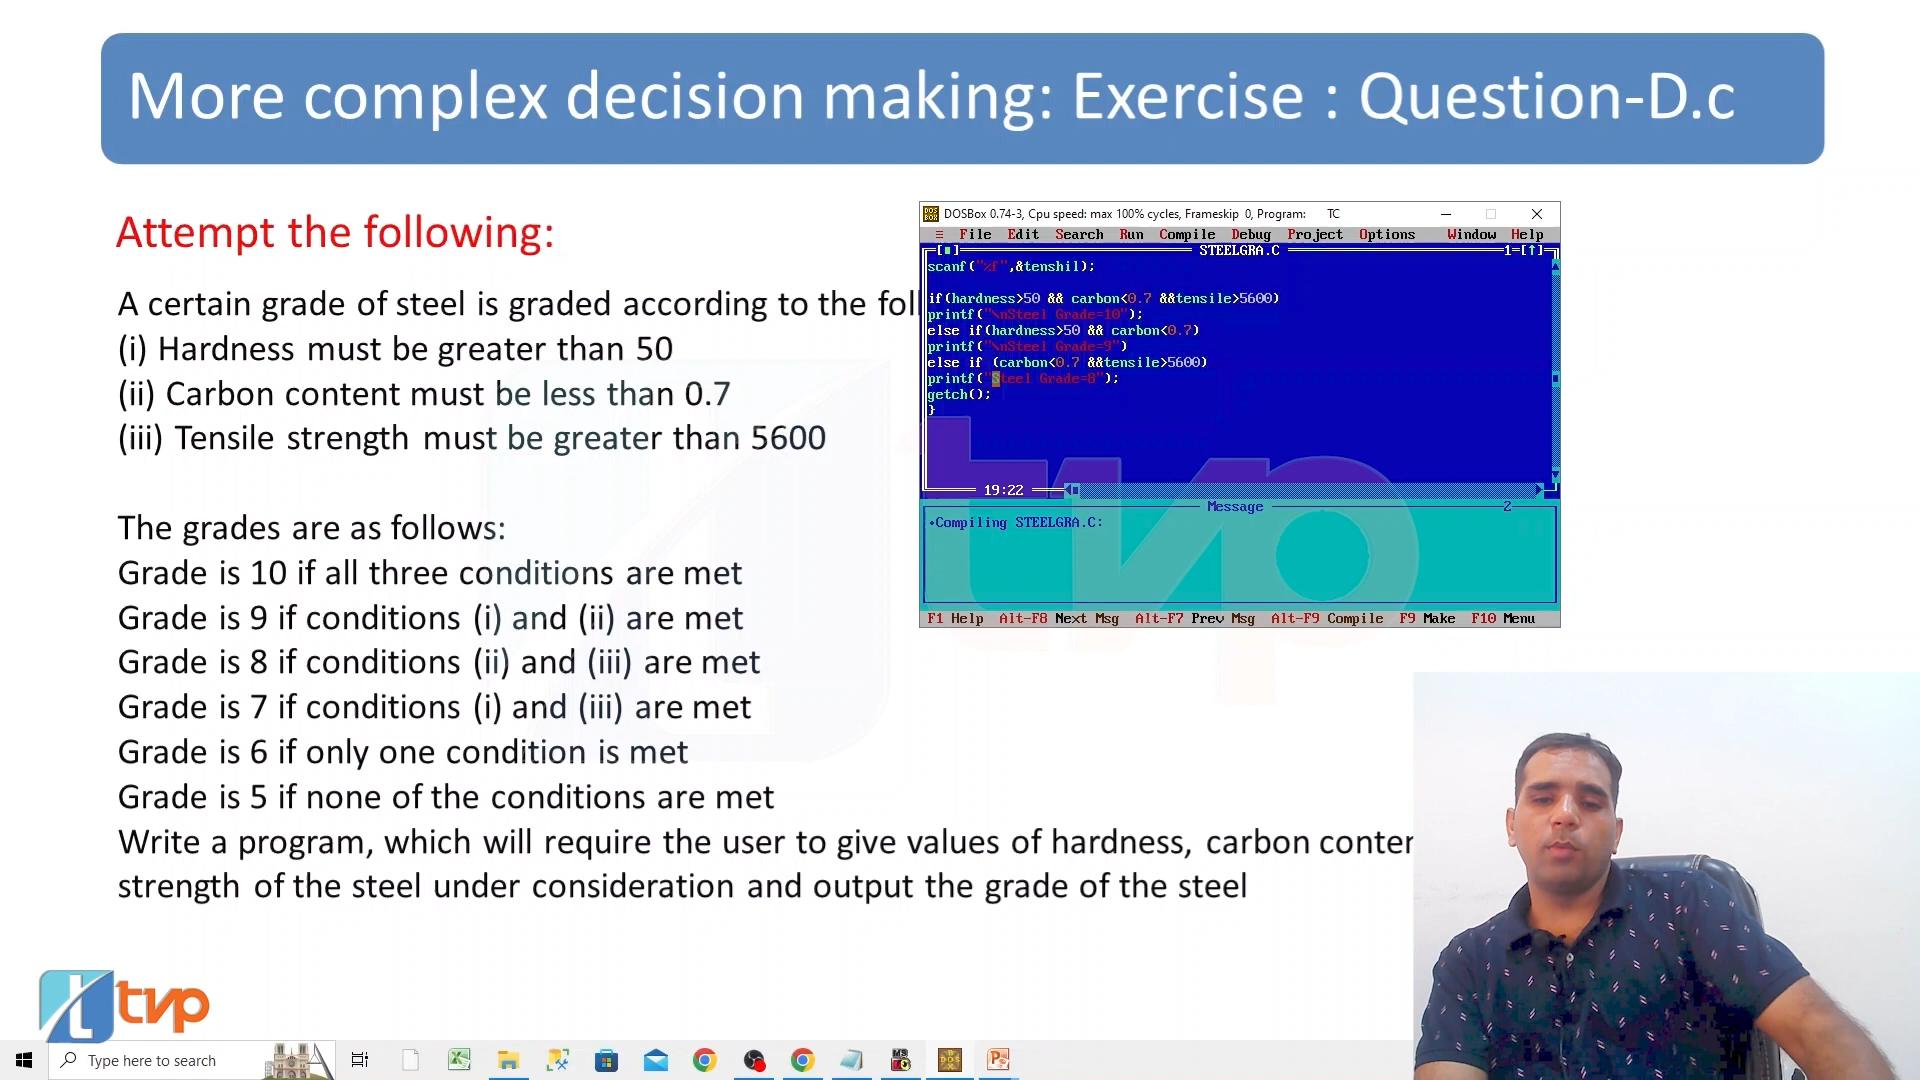 More complex decision making: Exercise : Question-D.c
Attempt the following:
A certain grade of steel is graded according to the fol
(i) Hardness must be greater than 50
(ii) Carbon content must be less than 0.7
(iii) Tensile strength must be greater than 5600
The grades are as follows:
Grade is 10 if all three conditions are met
Grade is 9 if conditions (i) and (ii) are met
Grade is 8 if conditions (ii) and (iii) are met
Grade is 7 if conditions (i) and (iii) are met
Grade is 6 if only one condition is met
Grade is 5 if none of the conditions are met
Write a program, which will require the user to give values of hardness, carbon conter
strength of the steel under consideration and output the grade of the steel
DOSBox 0.74-3, Cpu speed: max 100% cycles, Frameskip 0, Program: TC
File Edit Search Run Compile Debug Project Options Window Help
STEELGRA.C 1=[↑]
scanf("%f",&tenshil);
if(hardness>50 && carbon<0.7 &&tensile>5600)
printf("\nSteel Grade=10");
else if(hardness>50 && carbon<0.7)
printf("\nSteel Grade=9")
else if (carbon<0.7 &&tensile>5600)
printf("Steel Grade=8");
getch();
}
19:22
Message 2
•Compiling STEELGRA.C:
F1 Help Alt-F8 Next Msg Alt-F7 Prev Msg Alt-F9 Compile F9 Make F10 Menu
tvp
tvp
Type here to search